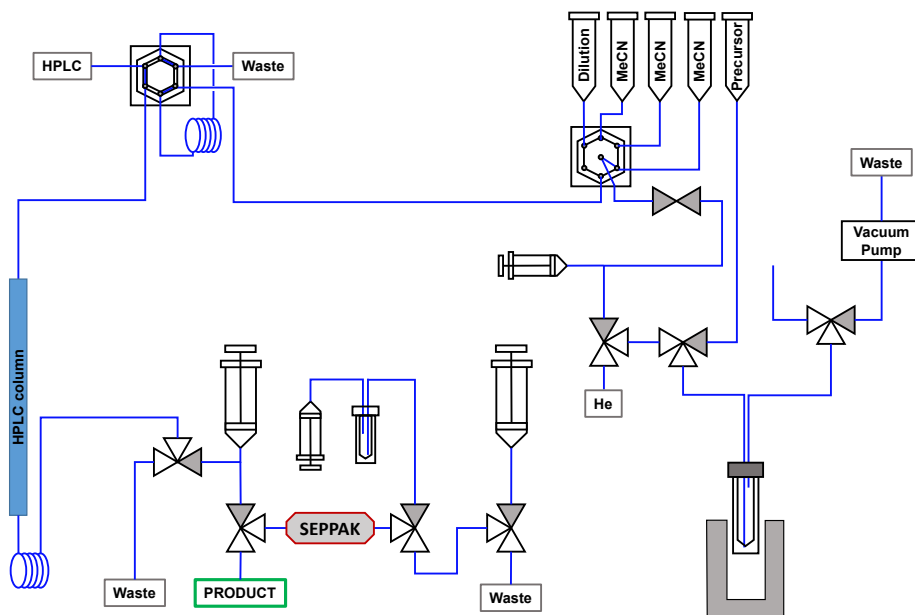 HPLC
Waste
Dilution
MeCN
MeCN
MeCN
Precursor
Waste
Vacuum
Pump
HPLC column
He
SEPPAK
Waste
PRODUCT
Waste